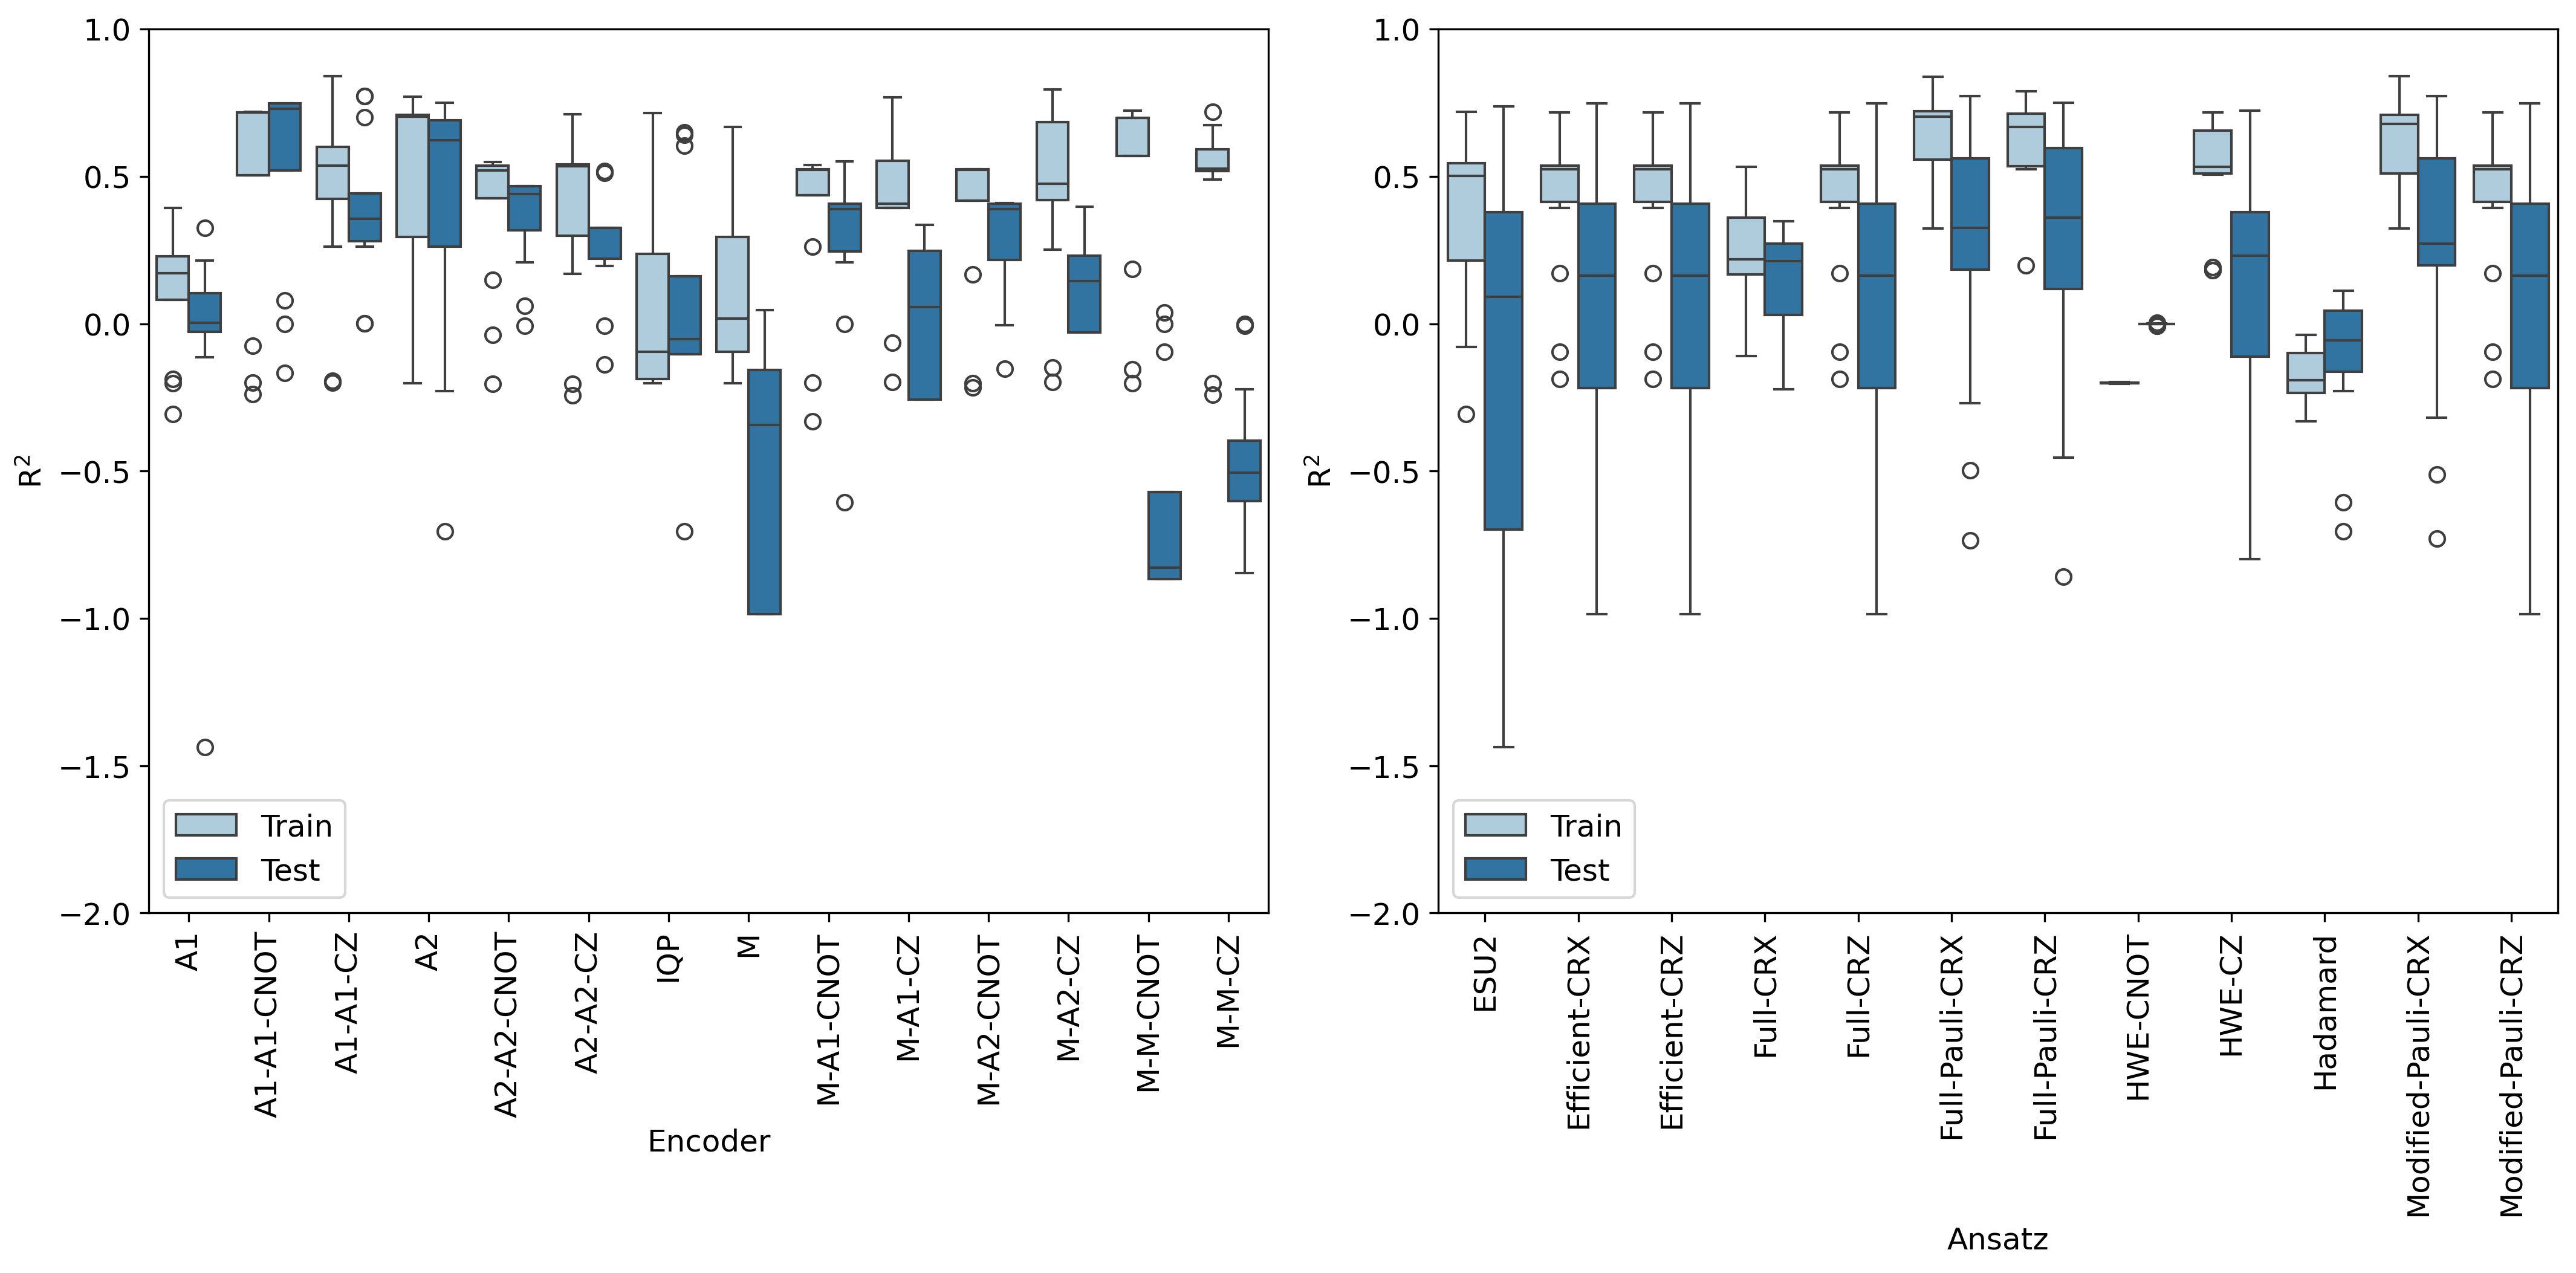 1.0
0.5
0.0
−0.5
−1.0
−1.5
−2.0
R²
Train
Test
A1
A1-A1-CNOT
A1-A1-CZ
A2
A2-A2-CNOT
A2-A2-CZ
IQP
M
M-A1-CNOT
M-A1-CZ
M-A2-CNOT
M-A2-CZ
M-M-CNOT
M-M-CZ
Encoder
1.0
0.5
0.0
−0.5
−1.0
−1.5
−2.0
R²
Train
Test
ESU2
Efficient-CRX
Efficient-CRZ
Full-CRX
Full-CRZ
Full-Pauli-CRX
Full-Pauli-CRZ
HWE-CNOT
HWE-CZ
Hadamard
Modified-Pauli-CRX
Modified-Pauli-CRZ
Ansatz